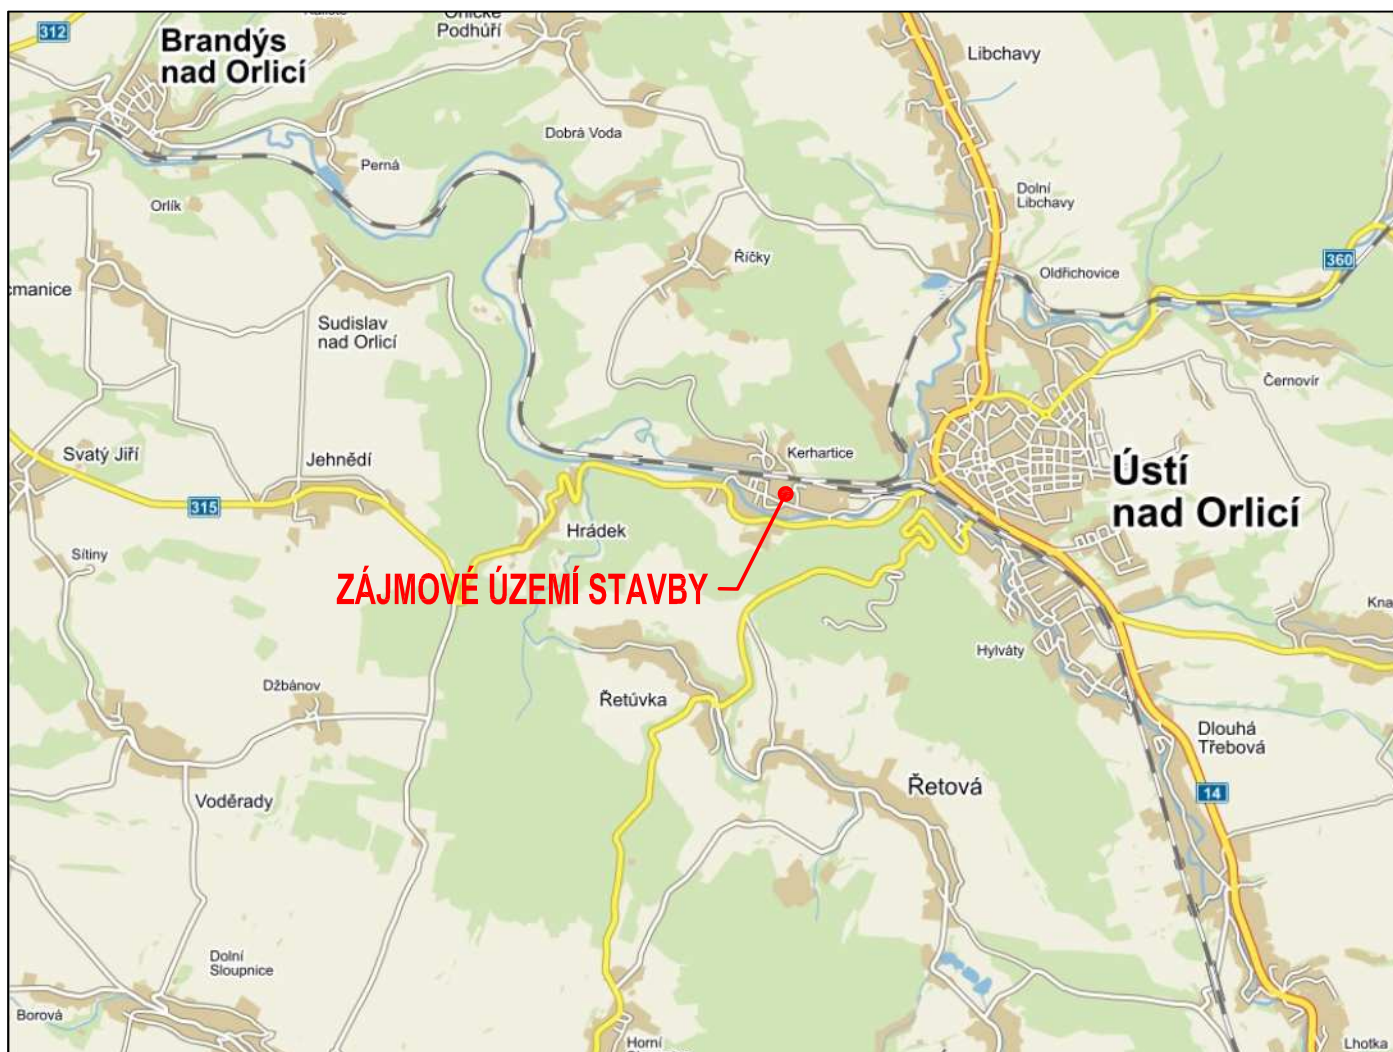 312
Brandýs
nad Orlicí
Podhůří
Libchavy
Dobrá Voda
Perná
Orlík
Dolní
Libchavy
Říčky
360
Oldřichovice
Sudislav
nad Orlicí
Černovír
Svatý Jiří
Jehnědí
Kerhartice
Ústí
nad Orlicí
315
Hrádek
Sítiny
ZÁJMOVÉ ÚZEMÍ STAVBY
Kna
Hylváty
Džbánov
Řetůvka
Dlouhá
Třebová
Řetová
14
Voděrady
Dolní
Sloupnice
Borová
Horní
Lhotka